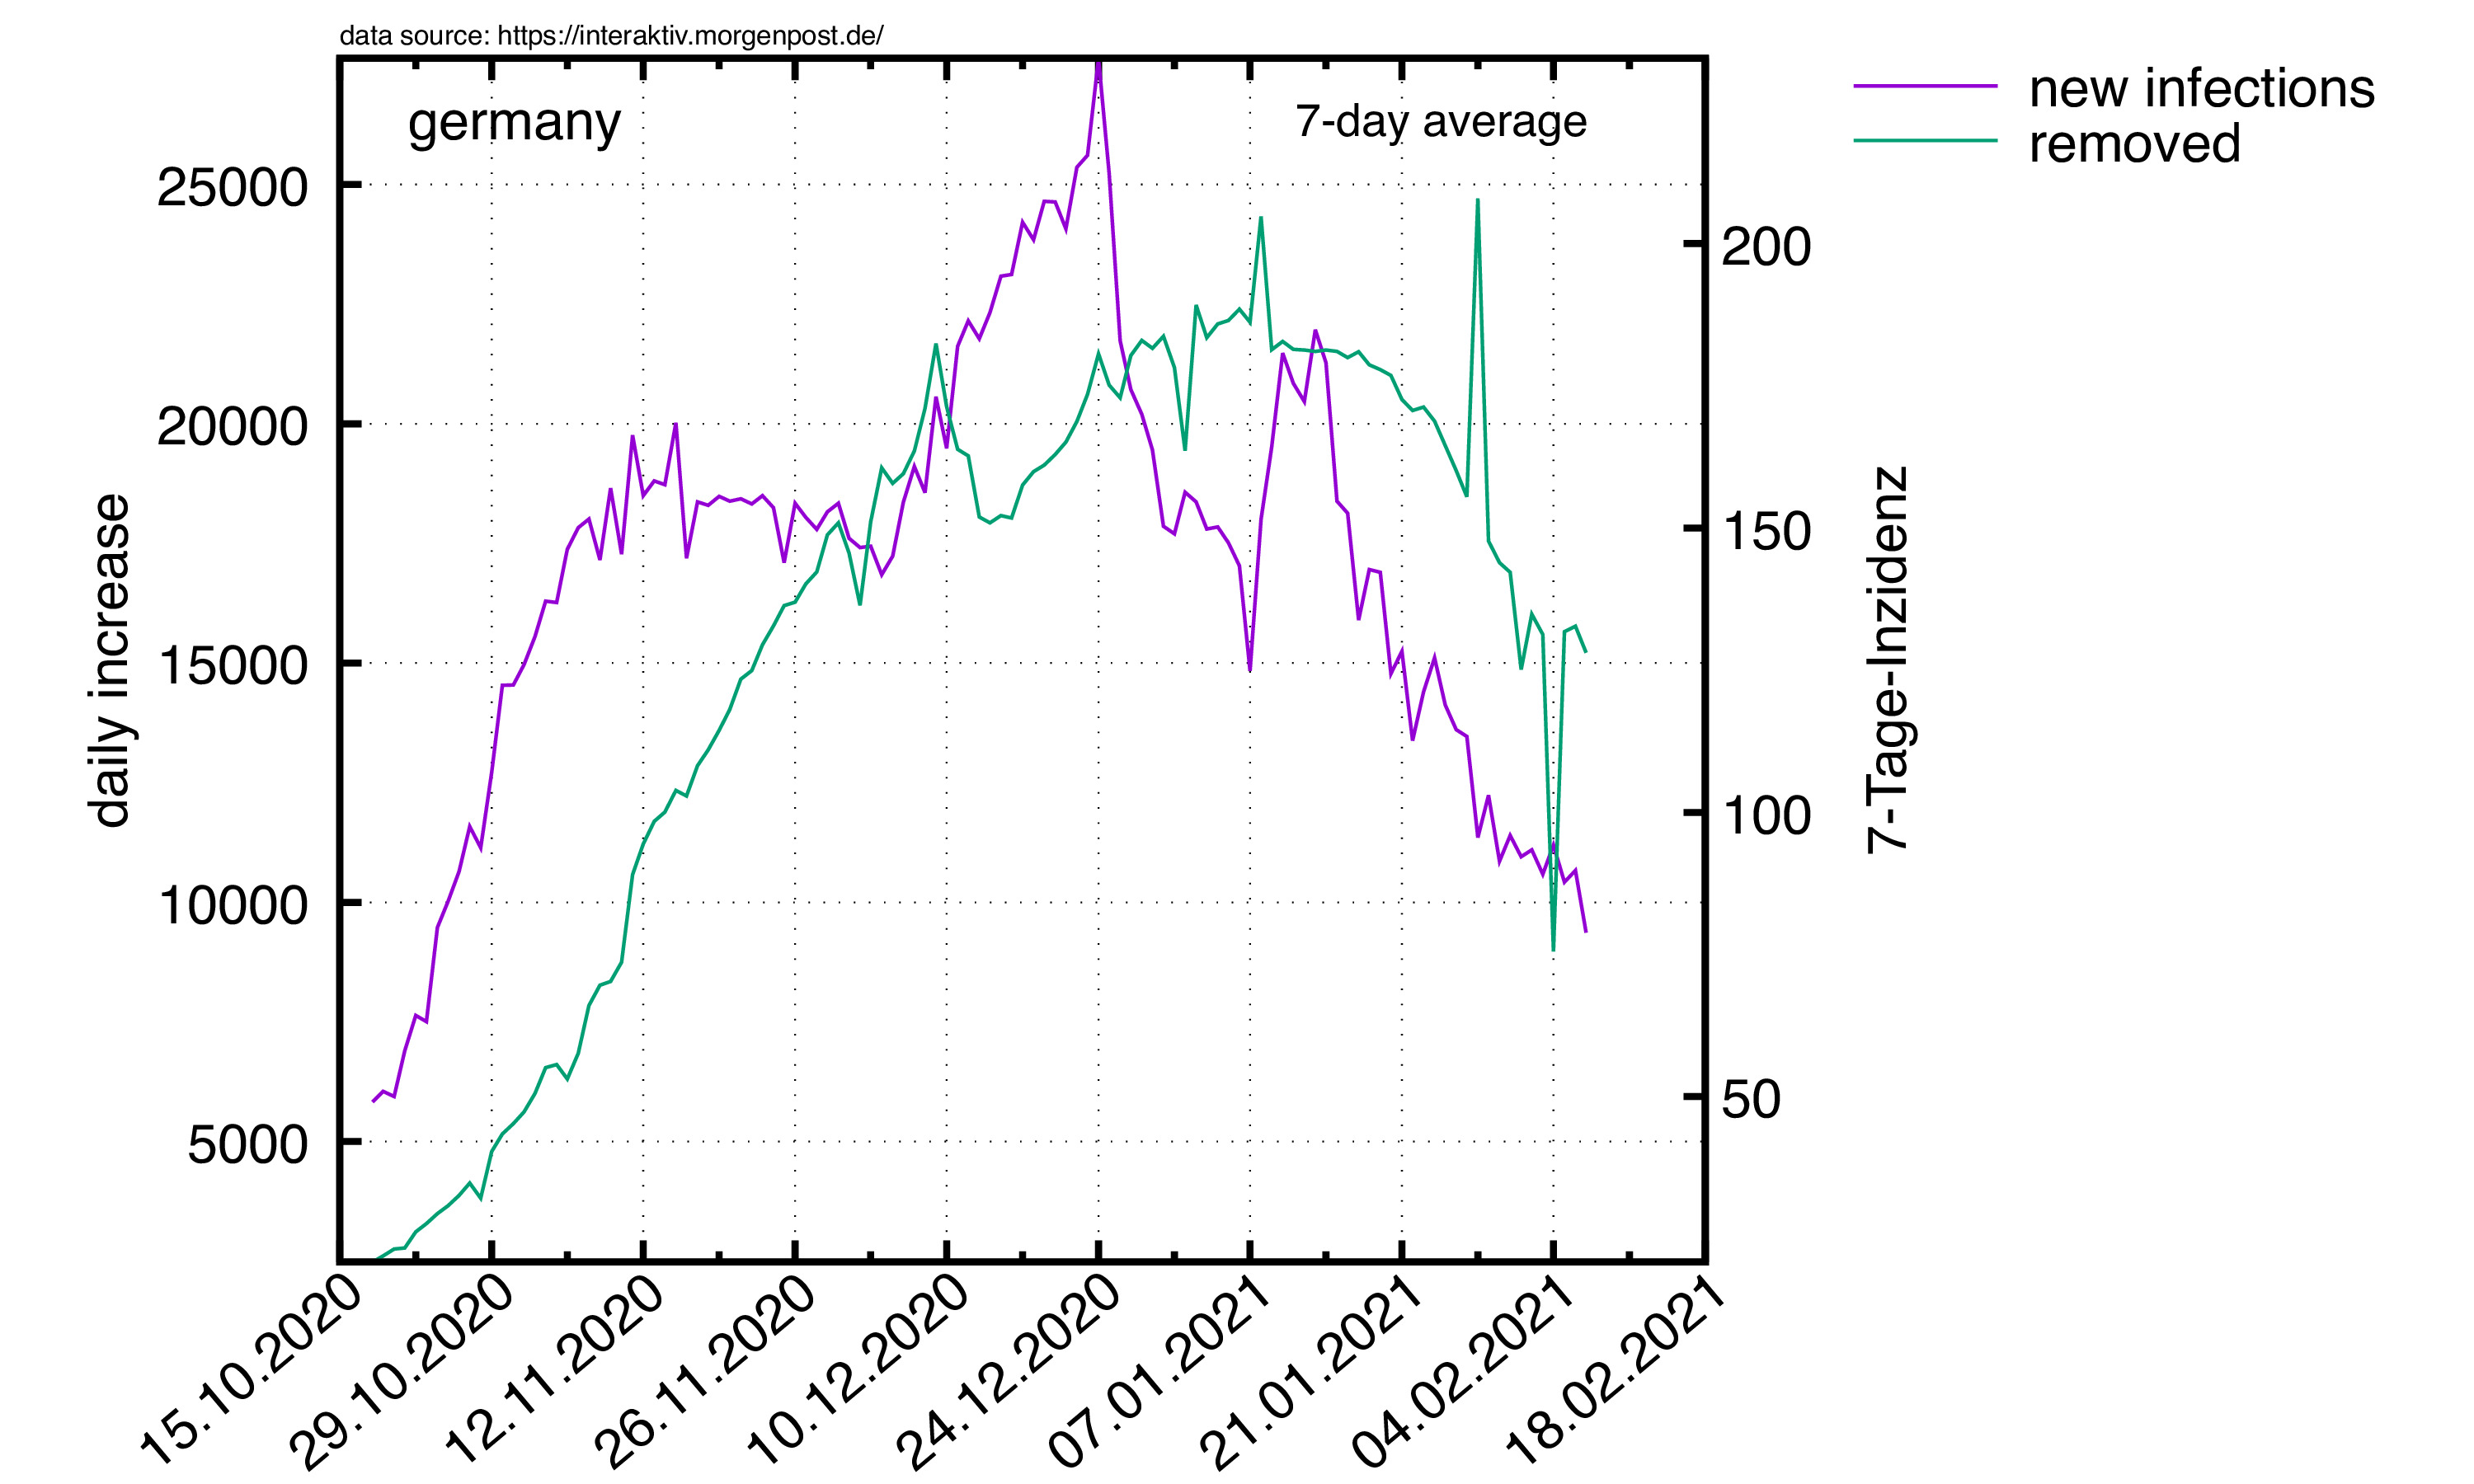 data source: https://interaktiv.morgenpost.de/
germany
7-day average
new infections
removed
25000
20000
15000
10000
5000
daily increase
200
150
100
50
7-Tage-Inzidenz
15.10.2020
29.10.2020
12.11.2020
26.11.2020
10.12.2020
24.12.2020
07.01.2021
21.01.2021
04.02.2021
18.02.2021